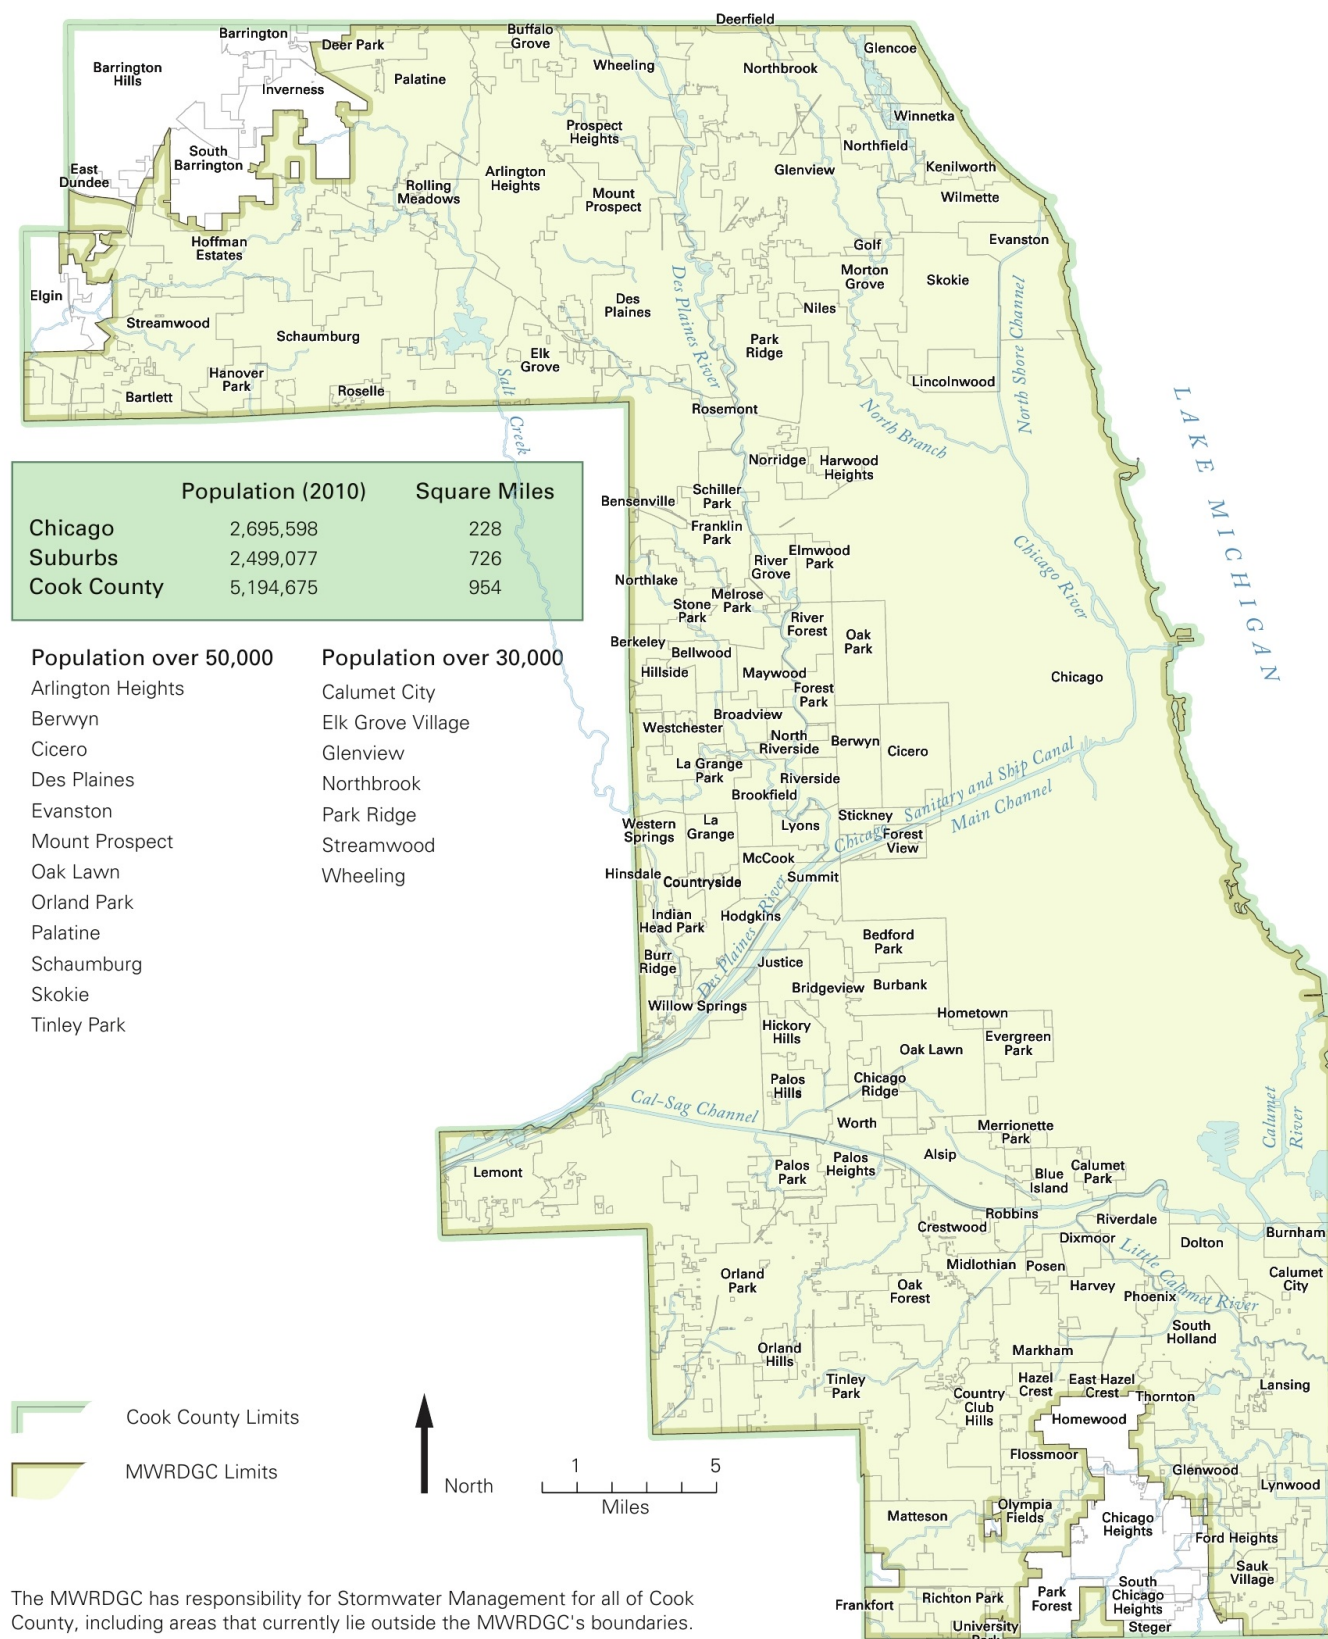 Deerfield
Barrington
Buffalo
Grove
Deer Park
Glencoe
Barrington
Hills
Wheeling
Northbrook
Palatine
Inverness
Winnetka
Prospect
Heights
Northfield
South
Barrington
Kenilworth
East
Dundee
Glenview
Arlington
Heights
Rolling
Meadows
Mount
Prospect
Wilmette
Hoffman
Estates
Golf
Evanston
Morton
Grove
Skokie
Elgin
Des
Plaines
Des Plaines River
Niles
North Shore Channel
Streamwood
Schaumburg
Park
Ridge
Elk
Grove
Hanover
Park
Lincolnwood
Bartlett
Roselle
Salt
Creek
Rosemont
North Branch
LAKE MICHIGAN
Norridge
Harwood
Heights
Population (2010) Square Miles
Chicago 2,695,598 228
Suburbs 2,499,077 726
Cook County 5,194,675 954
Bensenville
Schiller
Park
Franklin
Park
Elmwood
Park
River
Grove
Chicago River
Northlake
Melrose
Park
Stone
Park
River
Forest
Oak
Park
Berkeley
Bellwood
Hillside
Maywood
Chicago
Forest
Park
Broadview
Westchester
North
Riverside
Berwyn
Cicero
La Grange
Park
Riverside
Brookfield
Chicago Sanitary and Ship Canal
Main Channel
Western
Springs
La
Grange
Lyons
Stickney
Forest
View
McCook
Hinsdale
Countryside
Summit
Indian
Head Park
Hodgkins
Des Plaines River
Bedford
Park
Burr
Ridge
Justice
Bridgeview
Burbank
Willow Springs
Hometown
Hickory
Hills
Evergreen
Park
Oak Lawn
Population over 50,000
Arlington Heights
Berwyn
Cicero
Des Plaines
Evanston
Mount Prospect
Oak Lawn
Orland Park
Palatine
Schaumburg
Skokie
Tinley Park
Population over 30,000
Calumet City
Elk Grove Village
Glenview
Northbrook
Park Ridge
Streamwood
Wheeling
Palos
Hills
Chicago
Ridge
Cal-Sag Channel
Calumet
River
Worth
Merrionette
Park
Lemont
Palos
Park
Palos
Heights
Alsip
Blue
Island
Calumet
Park
Robbins
Crestwood
Riverdale
Dixmoor
Dolton
Burnham
Little Calumet River
Midlothian
Posen
Orland
Park
Oak
Forest
Harvey
Phoenix
Calumet
City
South
Holland
Orland
Hills
Markham
Tinley
Park
Hazel
Crest
East Hazel
Crest
Country
Club
Hills
Thornton
Lansing
Homewood
Flossmoor
Glenwood
Lynwood
Olympia
Fields
Matteson
Chicago
Heights
Ford Heights
Sauk
Village
Frankfort
Richton Park
Park
Forest
South
Chicago
Heights
University
Park
Steger
Cook County Limits
MWRDGC Limits
North
1 5
Miles
The MWRDGC has responsibility for Stormwater Management for all of Cook
County, including areas that currently lie outside the MWRDGC's boundaries.